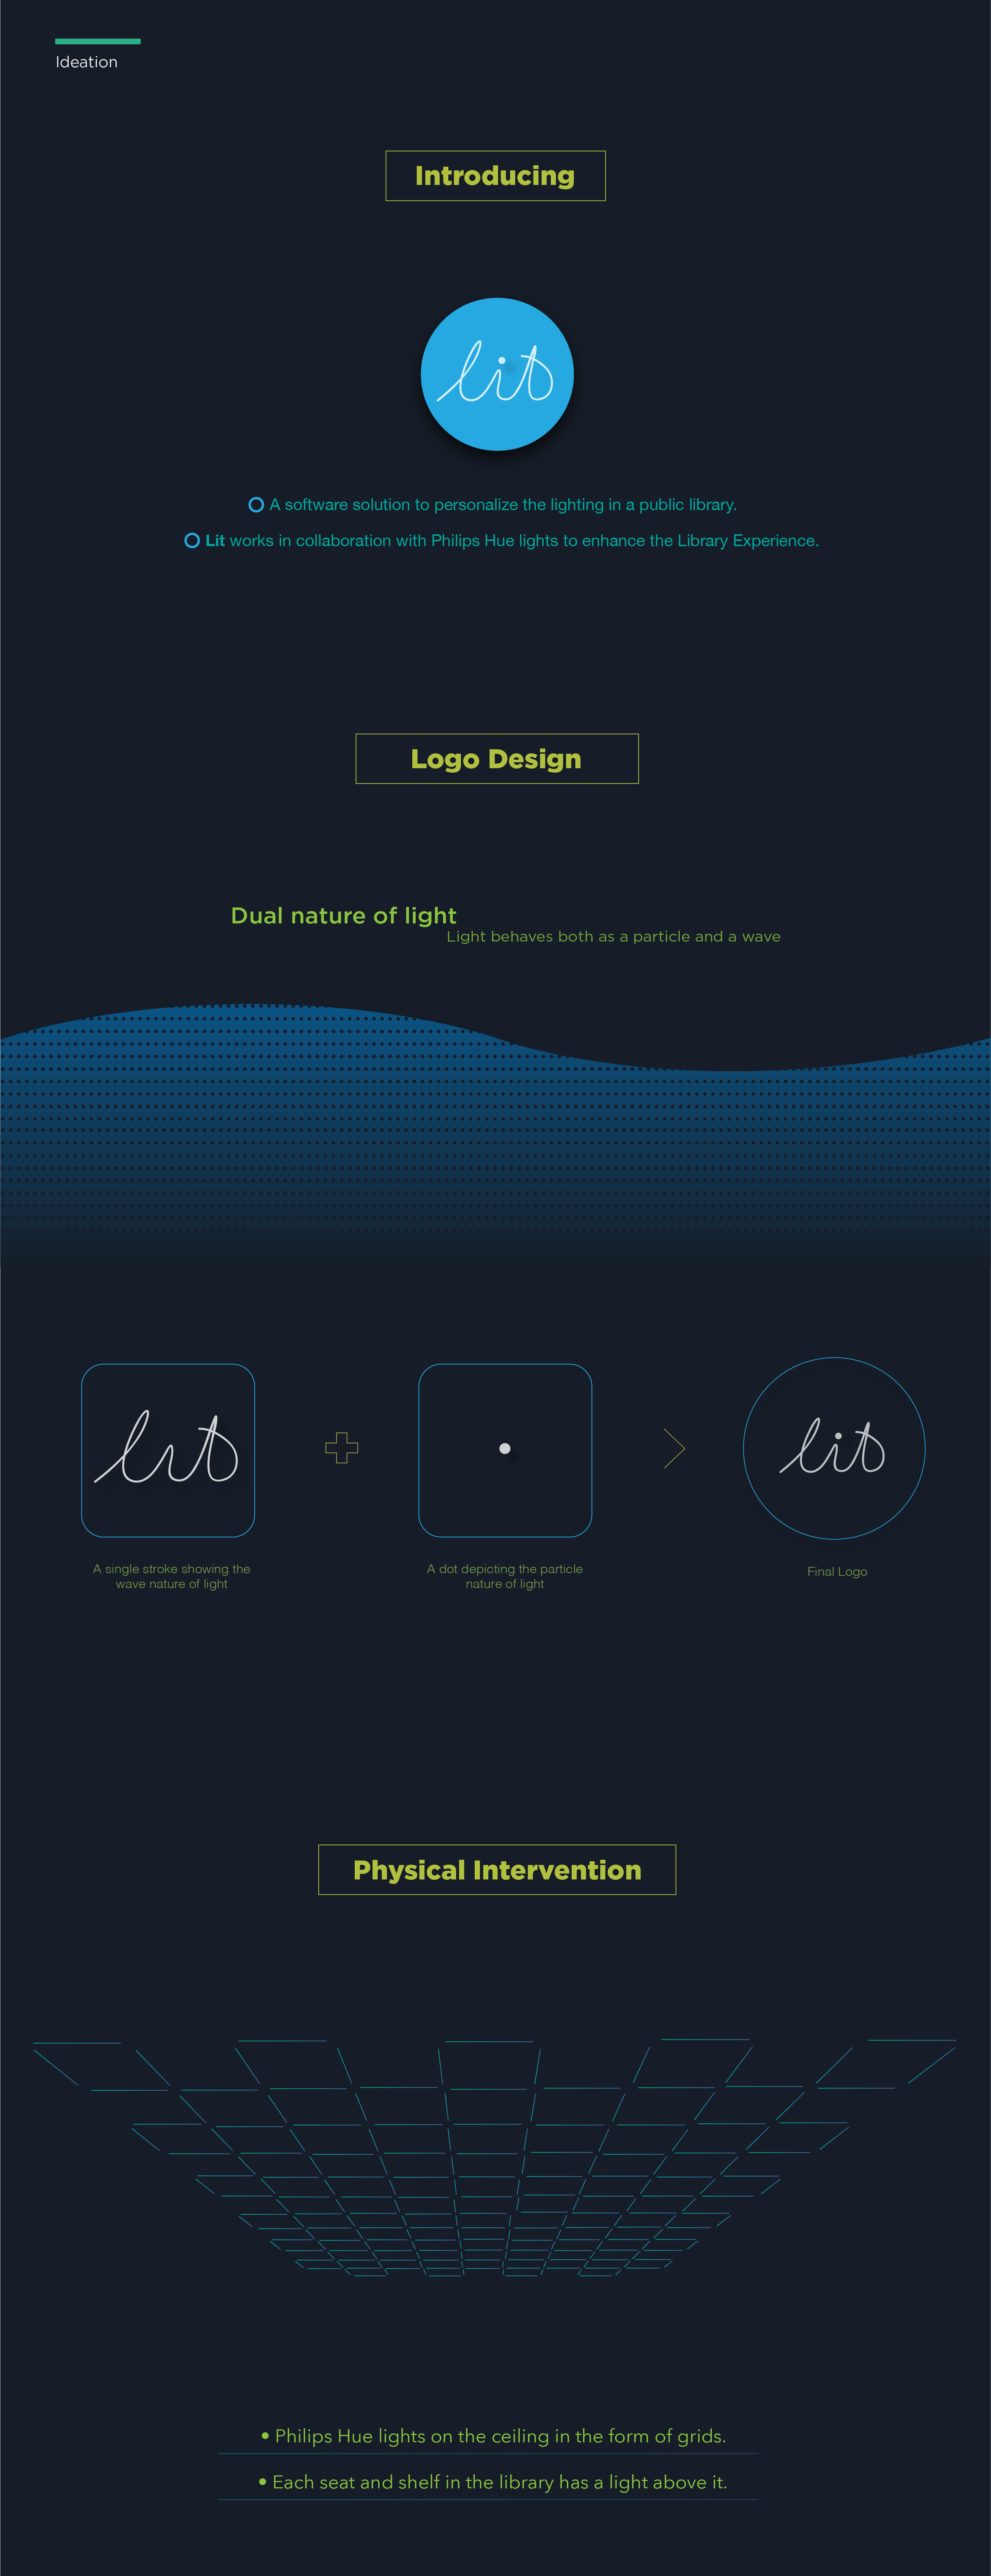 Ideation
Introducing
lit
A software solution to personalize the lighting in a public library.
Lit works in collaboration with Philips Hue lights to enhance the Library Experience.
Logo Design
Dual nature of light
Light behaves both as a particle and a wave
lit
lit
A single stroke showing the
wave nature of light
A dot depicting the particle
nature of light
Final Logo
Physical Intervention
• Philips Hue lights on the ceiling in the form of grids.
• Each seat and shelf in the library has a light above it.